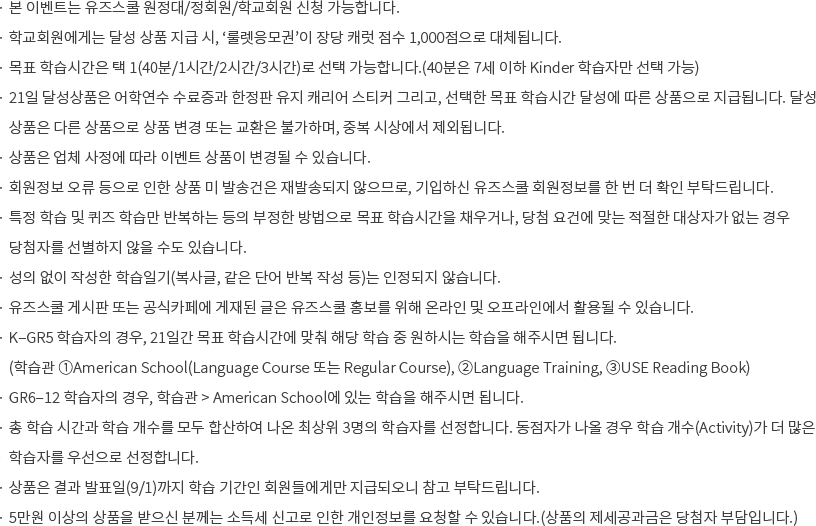 · 본 이벤트는 유즈스쿨 원정대/정회원/학교회원 신청 가능합니다.
· 학교회원에게는 달성 상품 지급 시, ‘룰렛응모권’이 장당 캐럿 점수 1,000점으로 대체됩니다.
· 목표 학습시간은 택 1(40분/1시간/2시간/3시간)로 선택 가능합니다.(40분은 7세 이하 Kinder 학습자만 선택 가능)
· 21일 달성상품은 어학연수 수료증과 한정판 유지 캐리어 스티커 그리고, 선택한 목표 학습시간 달성에 따른 상품으로 지급됩니다. 달성
상품은 다른 상품으로 상품 변경 또는 교환은 불가하며, 중복 시상에서 제외됩니다.
· 상품은 업체 사정에 따라 이벤트 상품이 변경될 수 있습니다.
· 회원정보 오류 등으로 인한 상품 미 발송건은 재발송되지 않으므로, 기입하신 유즈스쿨 회원정보를 한 번 더 확인 부탁드립니다.
· 특정 학습 및 퀴즈 학습만 반복하는 등의 부정한 방법으로 목표 학습시간을 채우거나, 당첨 요건에 맞는 적절한 대상자가 없는 경우
당첨자를 선별하지 않을 수도 있습니다.
· 성의 없이 작성한 학습일기(복사글, 같은 단어 반복 작성 등)는 인정되지 않습니다.
· 유즈스쿨 게시판 또는 공식카페에 게재된 글은 유즈스쿨 홍보를 위해 온라인 및 오프라인에서 활용될 수 있습니다.
· K–GR5 학습자의 경우, 21일간 목표 학습시간에 맞춰 해당 학습 중 원하시는 학습을 해주시면 됩니다.
(학습관 ①American School(Language Course 또는 Regular Course), ②Language Training, ③USE Reading Book)
· GR6–12 학습자의 경우, 학습관 > American School에 있는 학습을 해주시면 됩니다.
· 총 학습 시간과 학습 개수를 모두 합산하여 나온 최상위 3명의 학습자를 선정합니다. 동점자가 나올 경우 학습 개수(Activity)가 더 많은
학습자를 우선으로 선정합니다.
· 상품은 결과 발표일(9/1)까지 학습 기간인 회원들에게만 지급되오니 참고 부탁드립니다.
· 5만원 이상의 상품을 받으신 분께는 소득세 신고로 인한 개인정보를 요청할 수 있습니다.(상품의 제세공과금은 당첨자 부담입니다.)